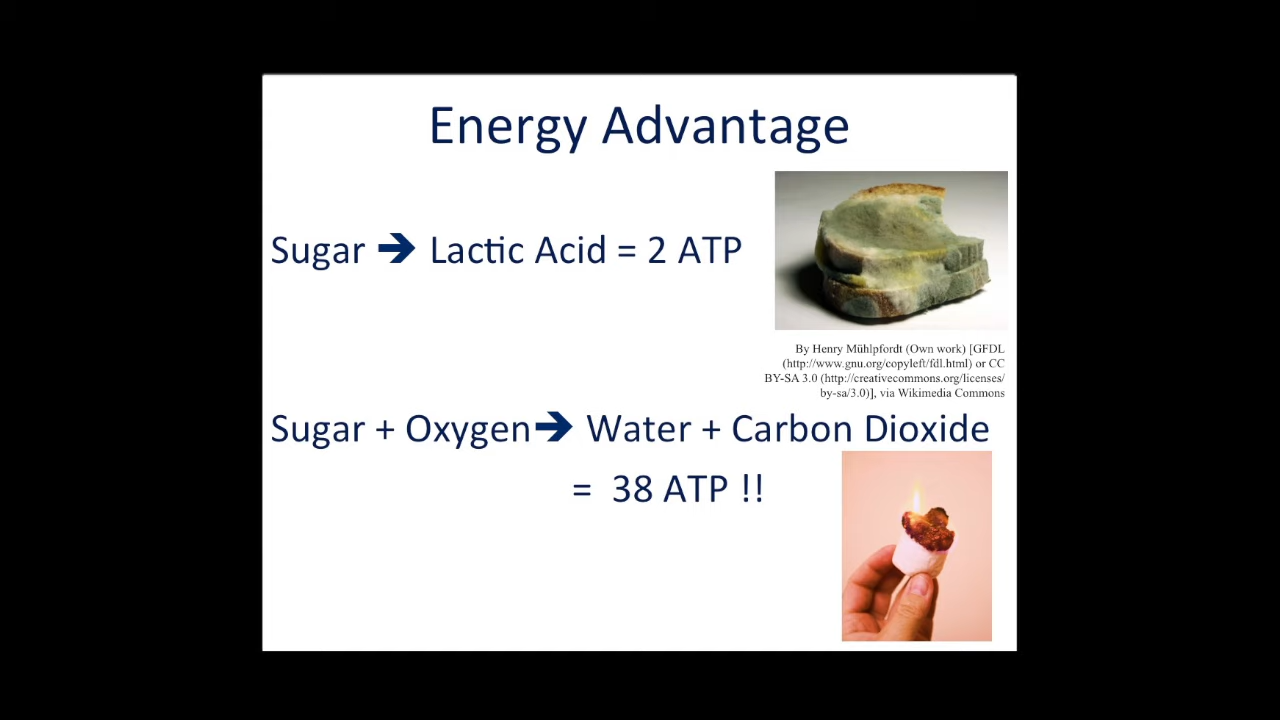 Energy Advantage
Sugar ➔ Lactic Acid = 2 ATP
By Henry Mühlpfordt (Own work) [GFDL
(http://www.gnu.org/copyleft/fdl.html) or CC
BY-SA 3.0 (http://creativecommons.org/licenses/
by-sa/3.0)], via Wikimedia Commons
Sugar + Oxygen➔ Water + Carbon Dioxide
= 38 ATP !!